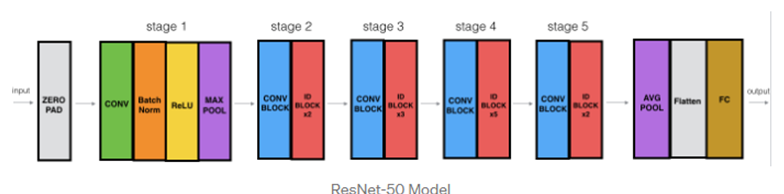 stage 1
stage 2
stage 3
stage 4
stage 5
input
ZERO
PAD
CONV
Batch
Norm
ReLU
MAX
POOL
CONV
BLOCK
ID
BLOCK
x2
CONV
BLOCK
ID
BLOCK
x3
CONV
BLOCK
ID
BLOCK
x5
CONV
BLOCK
ID
BLOCK
x2
AVG
POOL
Flatten
FC
output
ResNet-50 Model